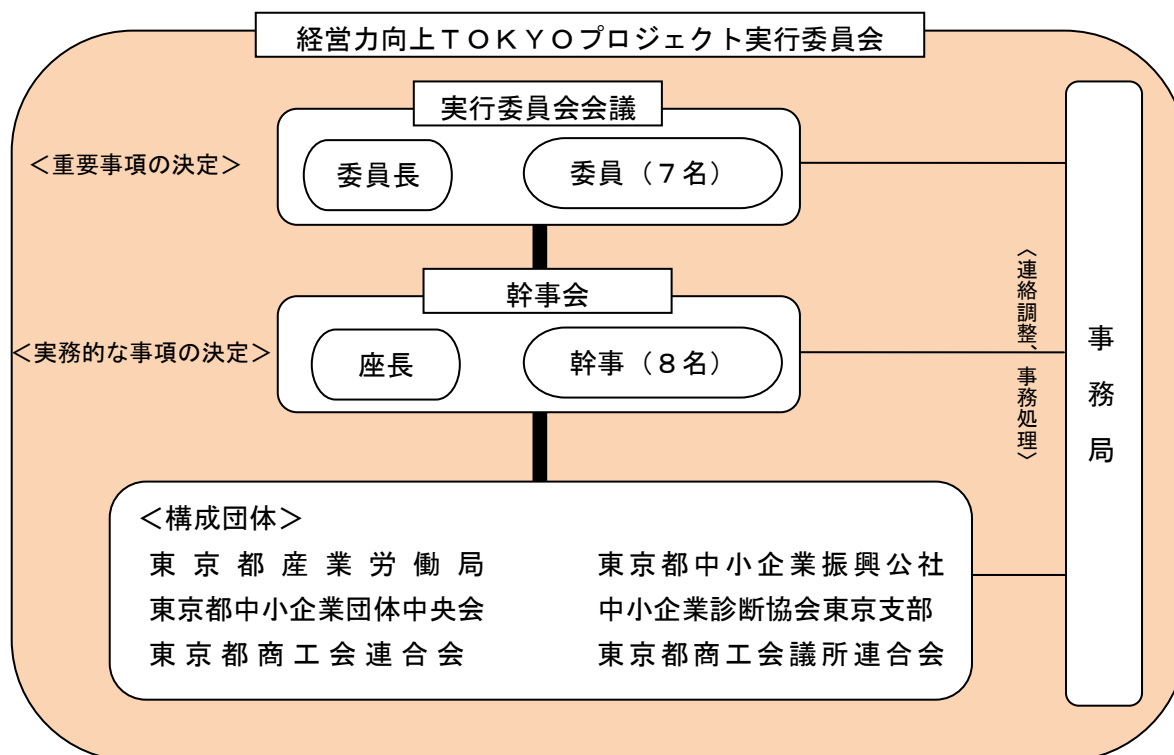 経営力向上ＴＯＫＹＯプロジェクト実行委員会
実行委員会会議
＜重要事項の決定＞
委員長
委員（７名）
幹事会
＜実務的な事項の決定＞
座長
幹事（８名）
＜連絡調整、事務処理＞
事務局
＜構成団体＞
東京都産業労働局
東京都中小企業振興公社
東京都中小企業団体中央会
中小企業診断協会東京支部
東京都商工会連合会
東京都商工会議所連合会